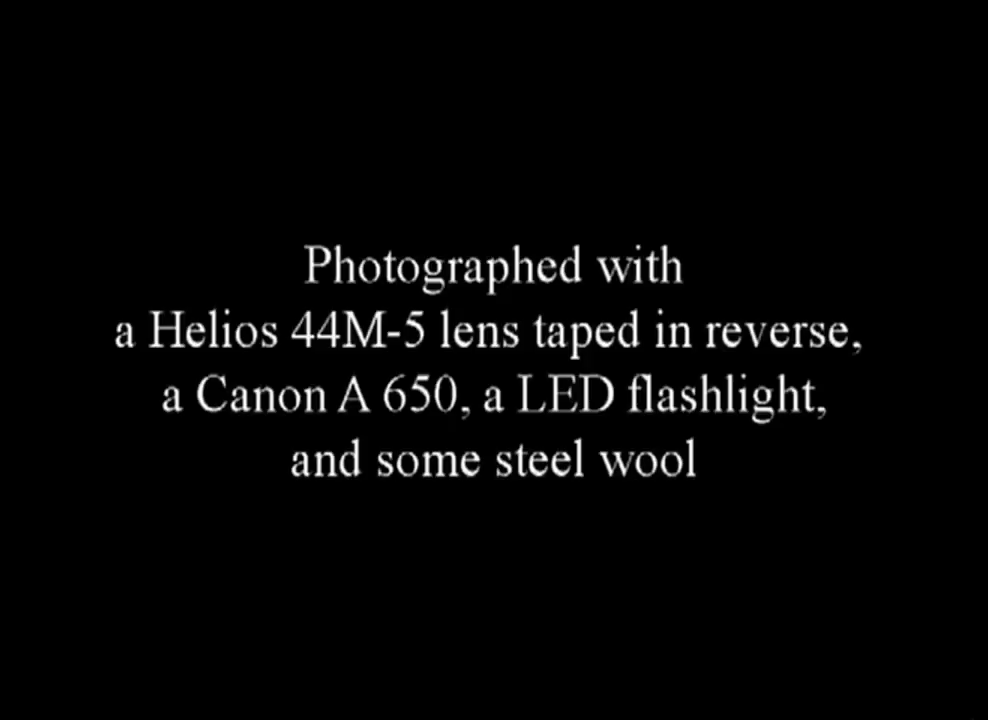 Photographed with
a Helios 44M-5 lens taped in reverse,
a Canon A 650, a LED flashlight,
and some steel wool